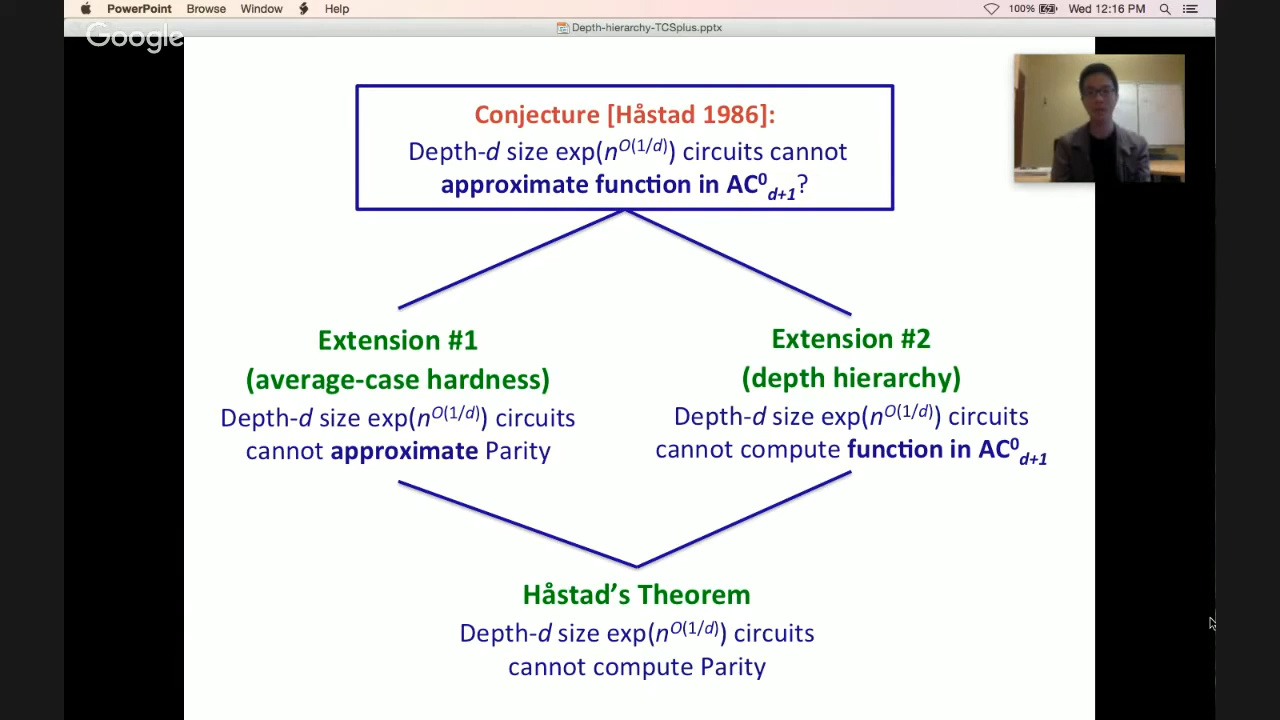 PowerPoint Browse Window Help 100% Wed 12:16 PM
Google
Depth-hierarchy-TCSplus.pptx
Conjecture [Håstad 1986]:
Depth-d size exp(n^O(1/d)) circuits cannot
approximate function in AC⁰_d+1?
Extension #1
(average-case hardness)
Depth-d size exp(n^O(1/d)) circuits
cannot approximate Parity
Extension #2
(depth hierarchy)
Depth-d size exp(n^O(1/d)) circuits
cannot compute function in AC⁰_d+1
Håstad's Theorem
Depth-d size exp(n^O(1/d)) circuits
cannot compute Parity